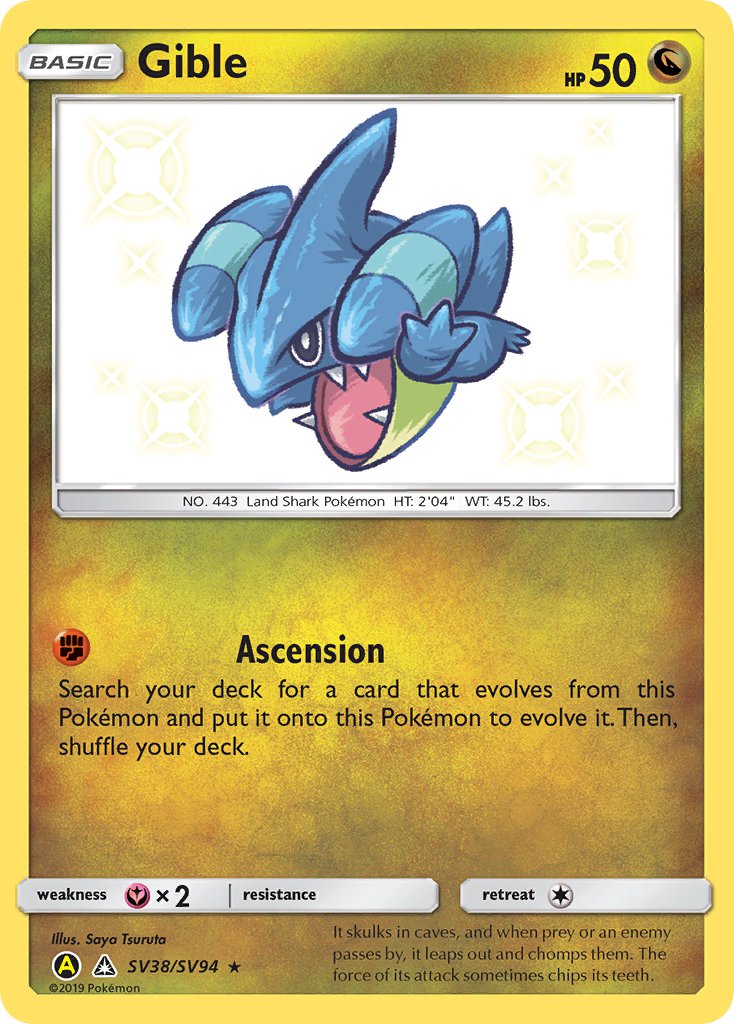 BASIC Gible HP 50
NO. 443 Land Shark Pokémon HT: 2'04" WT: 45.2 lbs.
Ascension
Search your deck for a card that evolves from this
Pokémon and put it onto this Pokémon to evolve it. Then,
shuffle your deck.
weakness × 2 resistance retreat
Illus. Saya Tsuruta
A SV38/SV94 ★
©2019 Pokémon
It skulks in caves, and when prey or an enemy
passes by, it leaps out and chomps them. The
force of its attack sometimes chips its teeth.